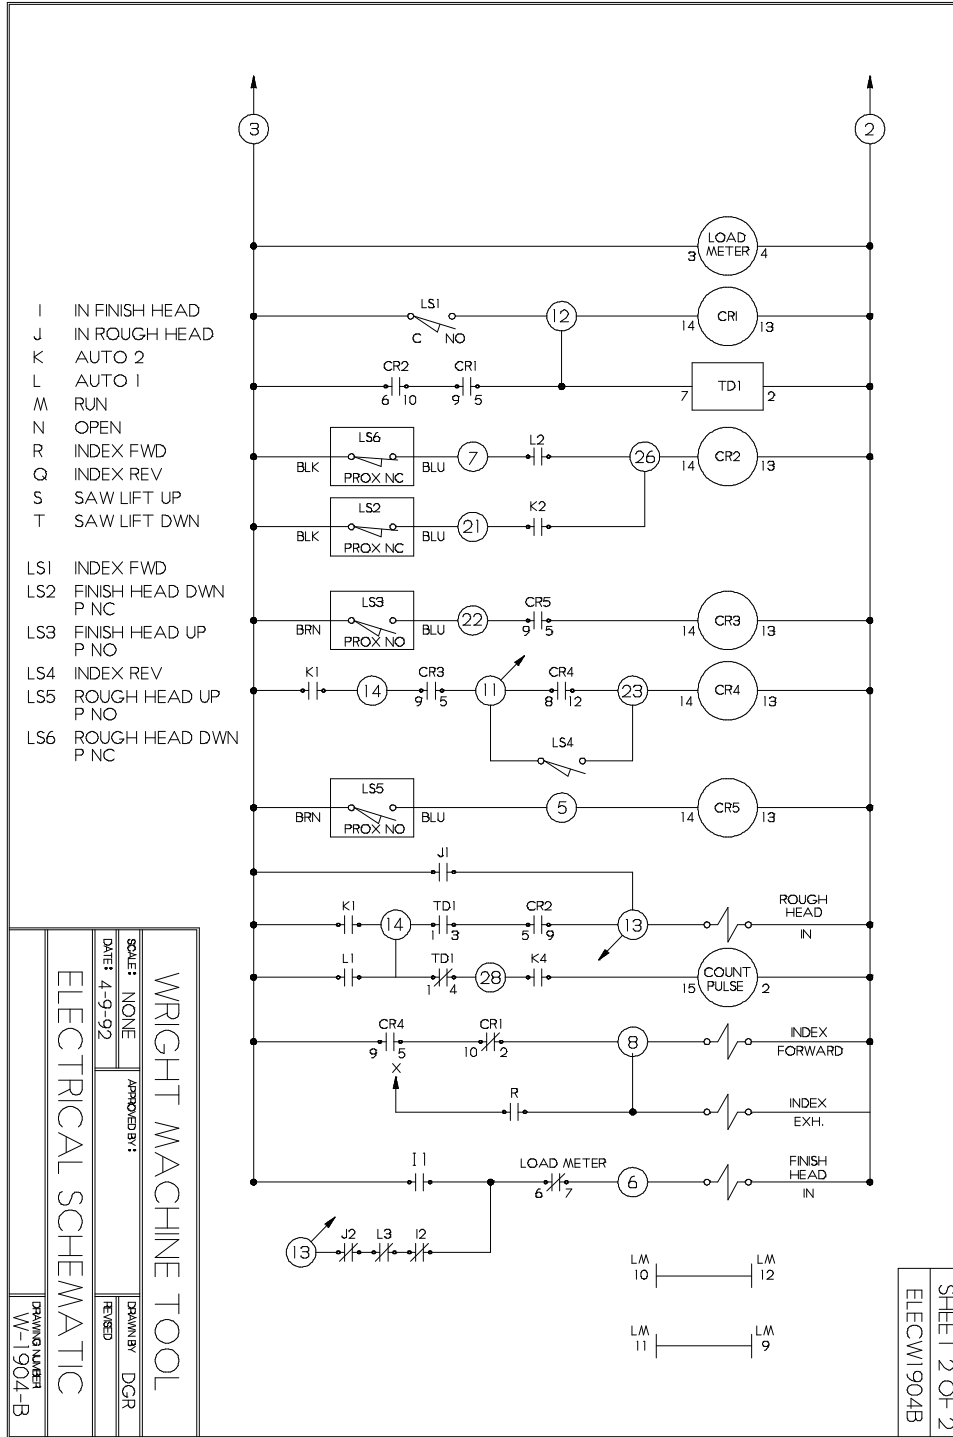 3
2
LOAD
METER
3 4
I IN FINISH HEAD
J IN ROUGH HEAD
K AUTO 2
L AUTO 1
M RUN
N OPEN
R INDEX FWD
Q INDEX REV
S SAW LIFT UP
T SAW LIFT DWN
LS1 INDEX FWD
LS2 FINISH HEAD DWN
P NC
LS3 FINISH HEAD UP
P NO
LS4 INDEX REV
LS5 ROUGH HEAD UP
P NO
LS6 ROUGH HEAD DWN
P NC
LS1
C NO
12
14 CR1 13
CR2 CR1
6 10 9 5
7 TD1 2
LS6
BLK PROX NC BLU
7
L2
26
14 CR2 13
LS2
BLK PROX NC BLU
21
K2
LS3
BRN PROX NO BLU
22
CR5
9 5
14 CR3 13
K1
14
CR3
9 5
11
CR4
8 12
23
14 CR4 13
LS4
LS5
BRN PROX NO BLU
5
14 CR5 13
J1
K1
14
TD1
1 3
CR2
5 9
13
ROUGH
HEAD
IN
L1
TD1
1 4
28
K4
COUNT
PULSE
15 2
CR4
9 5
X
CR1
10 2
8
INDEX
FORWARD
R
INDEX
EXH.
I1
LOAD METER
6 7
6
FINISH
HEAD
IN
13
J2 L3 I2
LM LM
10 12
LM LM
11 9
WRIGHT MACHINE TOOL
SCALE: NONE
APPROVED BY:
DRAWN BY DGR
DATE: 4-9-92
REVISED
ELECTRICAL SCHEMATIC
DRAWING NUMBER
W-1904-B
SHEET 2 OF 2
ELECW1904B